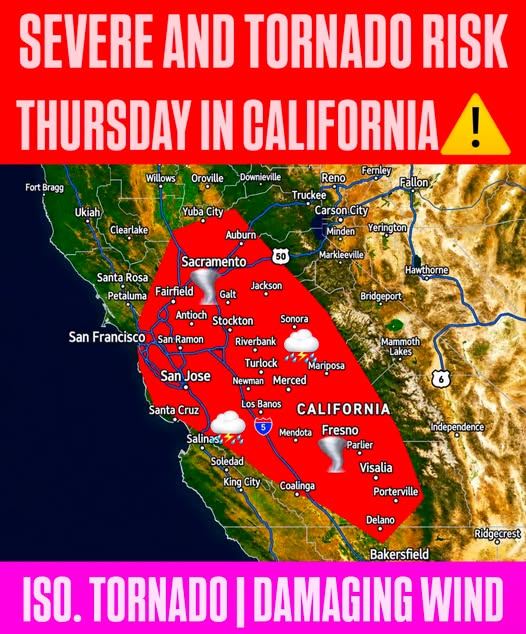 SEVERE AND TORNADO RISK
THURSDAY IN CALIFORNIA
Fernley
Willows Oroville Downieville Reno Fallon
Fort Bragg
Truckee
Ukiah Yuba City Carson City
Clearlake Auburn Minden Yerington
50
Sacramento Markleeville
Hawthorne
Santa Rosa Jackson
Petaluma Fairfield Galt Bridgeport
Antioch Stockton Sonora
San Francisco San Ramon Riverbank Mammoth Lakes
Turlock Mariposa
San Jose Newman Merced 6
Los Banos
Santa Cruz CALIFORNIA
5 Mendota Fresno Independence
Salinas Parlier
Soledad Visalia
King City Coalinga Porterville
Delano
Ridgecrest
Bakersfield
ISO. TORNADO | DAMAGING WIND